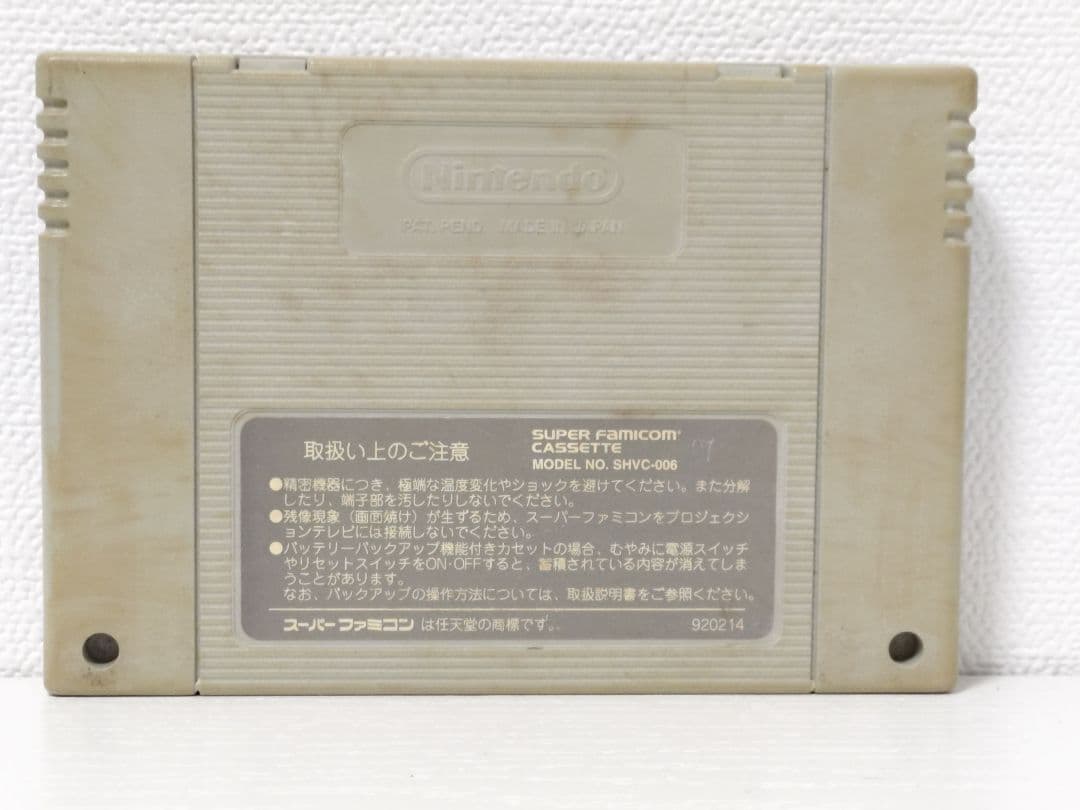 Nintendo
PAT. PEND. MADE IN JAPAN
取扱い上のご注意
SUPER FAMICOM
CASSETTE
MODEL NO. SHVC-006
●精密機器につき、極端な温度変化やショックを避けてください。また分解
したり、端子部を汚したりしないでください。
●残像現象（画面焼け）が生ずるため、スーパーファミコンをプロジェクシ
ョンテレビには接続しないでください。
●バッテリーバックアップ機能付きカセットの場合、むやみに電源スイッチ
やリセットスイッチをON・OFFすると、蓄積されている内容が消えてしま
うことがあります。
なお、バックアップの操作方法については、取扱説明書をご参照ください。
スーパーファミコン は任天堂の商標です。
920214